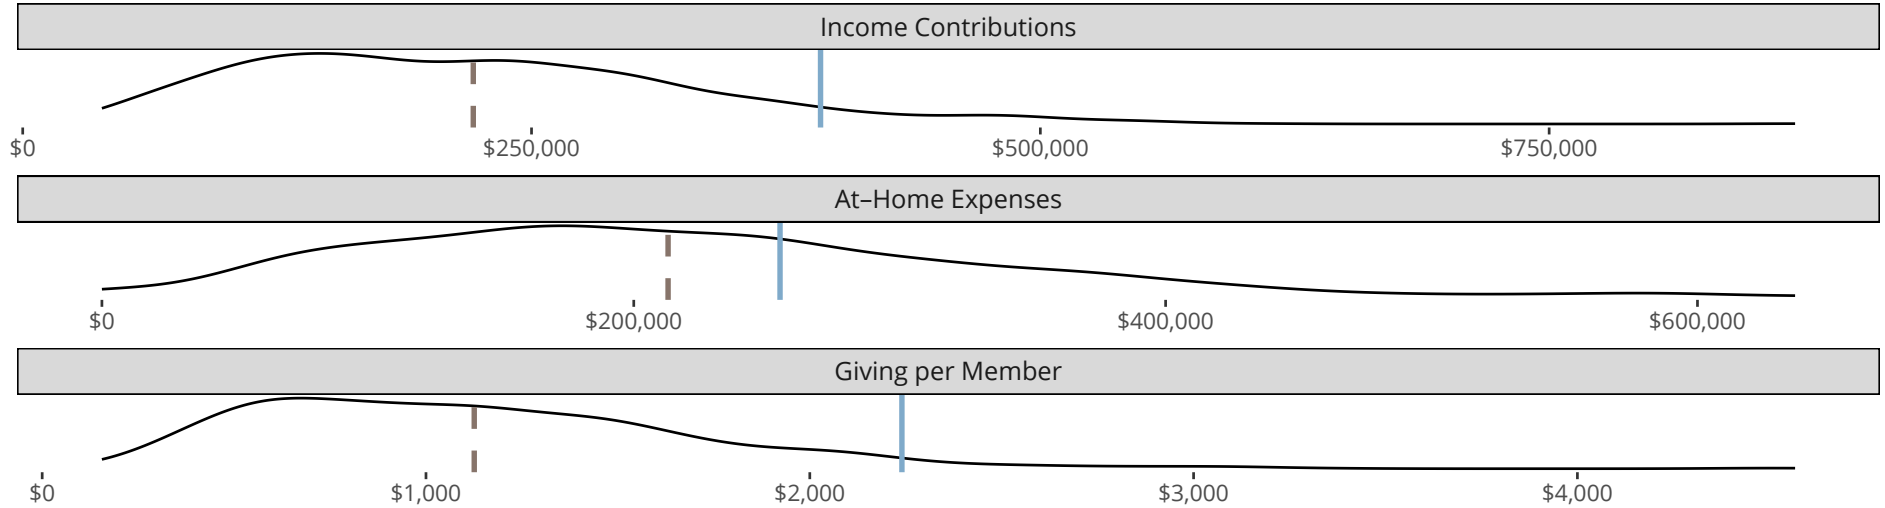 Income Contributions
$0 $250,000 $500,000 $750,000
At–Home Expenses
$0 $200,000 $400,000 $600,000
Giving per Member
$0 $1,000 $2,000 $3,000 $4,000